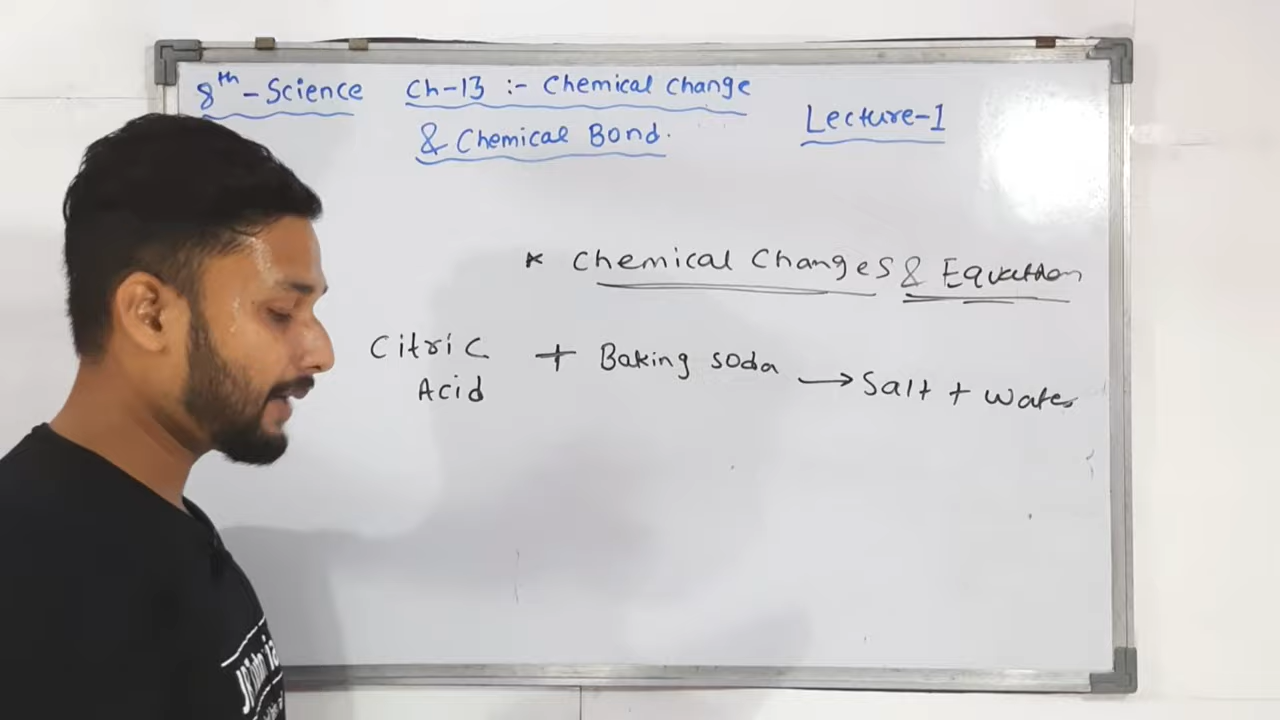 8th - Science Ch-13 :- Chemical Change
& Chemical Bond.
Lecture-1
* Chemical Changes & Equation
Citric + Baking soda → Salt + Water
Acid